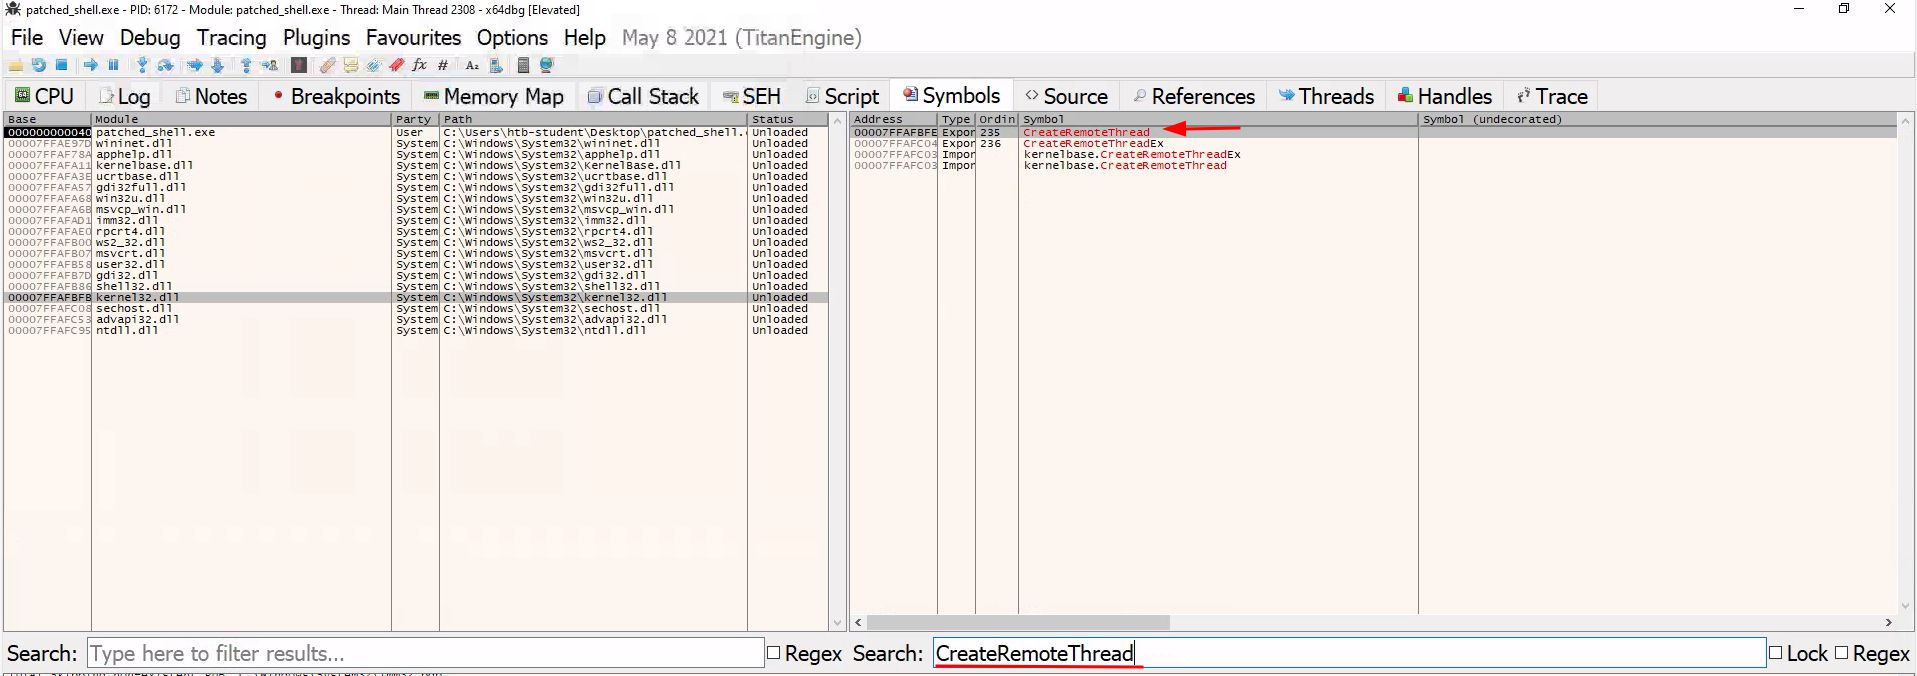 patched_shell.exe - PID: 6172 - Module: patched_shell.exe - Thread: Main Thread 2308 - x64dbg [Elevated]
File View Debug Tracing Plugins Favourites Options Help May 8 2021 (TitanEngine)
CPU Log Notes Breakpoints Memory Map Call Stack SEH Script Symbols Source References Threads Handles Trace
Base Module Party Path Status Address Type Ordin Symbol Symbol (undecorated)
000000000040 patched_shell.exe User C:\Users\htb-student\Desktop\patched_shell. Unloaded 00007FFAFBFE Expor 235 CreateRemoteThread
00007FFAE97D wininet.dll System C:\Windows\System32\wininet.dll Unloaded 00007FFAFC04 Expor 236 CreateRemoteThreadEx
00007FFAF78A apphelp.dll System C:\Windows\System32\apphelp.dll Unloaded 00007FFAFC03 Impor kernelbase.CreateRemoteThreadEx
00007FFAFA11 kernelbase.dll System C:\Windows\System32\KernelBase.dll Unloaded 00007FFAFC03 Impor kernelbase.CreateRemoteThread
00007FFAFA3E ucrtbase.dll System C:\Windows\System32\ucrtbase.dll Unloaded
00007FFAFA57 gdi32full.dll System C:\Windows\System32\gdi32full.dll Unloaded
00007FFAFA68 win32u.dll System C:\Windows\System32\win32u.dll Unloaded
00007FFAFA6B msvcp_win.dll System C:\Windows\System32\msvcp_win.dll Unloaded
00007FFAFAD1 imm32.dll System C:\Windows\System32\imm32.dll Unloaded
00007FFAFAE0 rpcrt4.dll System C:\Windows\System32\rpcrt4.dll Unloaded
00007FFAFB00 ws2_32.dll System C:\Windows\System32\ws2_32.dll Unloaded
00007FFAFB07 msvcrt.dll System C:\Windows\System32\msvcrt.dll Unloaded
00007FFAFB58 user32.dll System C:\Windows\System32\user32.dll Unloaded
00007FFAFB7D gdi32.dll System C:\Windows\System32\gdi32.dll Unloaded
00007FFAFB86 shell32.dll System C:\Windows\System32\shell32.dll Unloaded
00007FFAFBFB kernel32.dll System C:\Windows\System32\kernel32.dll Unloaded
00007FFAFC08 sechost.dll System C:\Windows\System32\sechost.dll Unloaded
00007FFAFC53 advapi32.dll System C:\Windows\System32\advapi32.dll Unloaded
00007FFAFC95 ntdll.dll System C:\Windows\System32\ntdll.dll Unloaded
Search: Type here to filter results... Regex Search: CreateRemoteThread Lock Regex